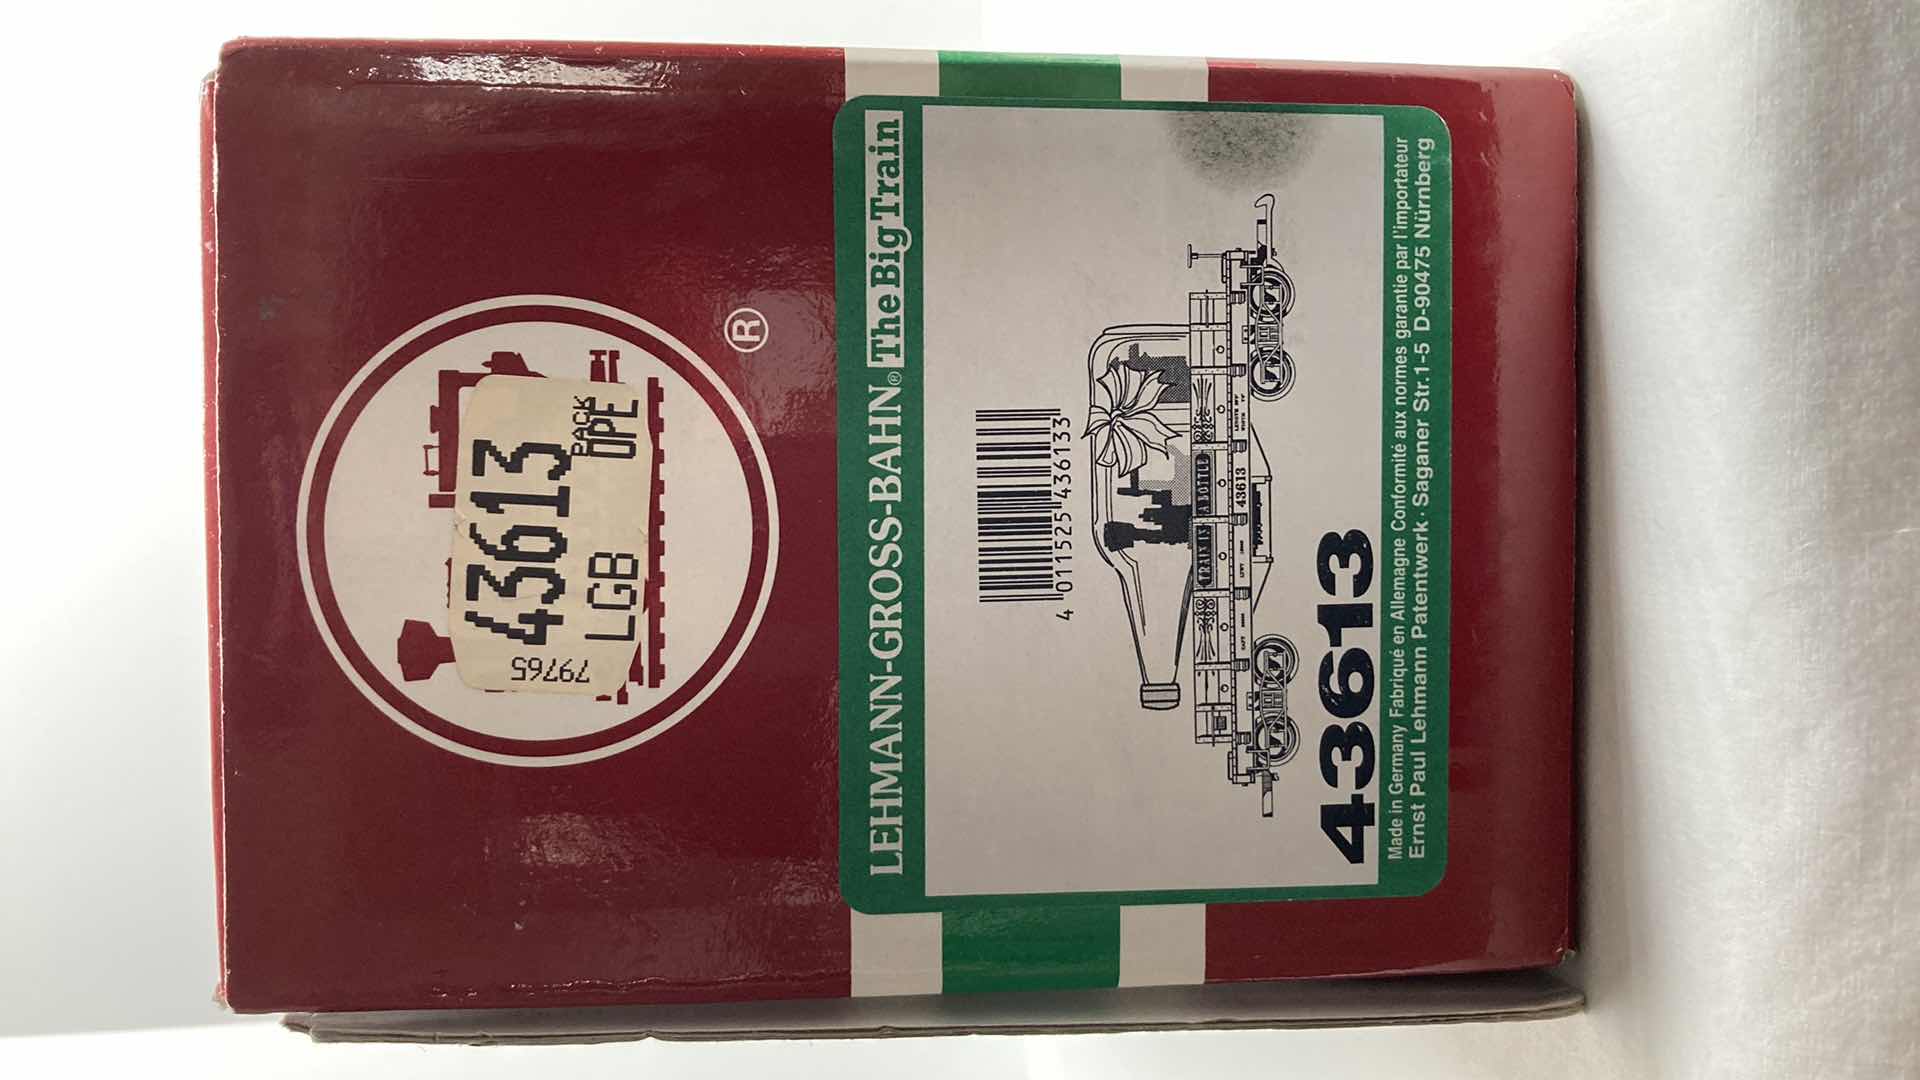 43613
PACK
LGB OPE
79765
®
LEHMANN-GROSS-BAHN® The Big Train
4 011525 436133
TRAIN IS A BOTTLE
43613
43613
Made in Germany Fabriqué en Allemagne Conformité aux normes garantie par l'importateur
Ernst Paul Lehmann Patentwerk · Saganer Str.1-5 D-90475 Nürnberg